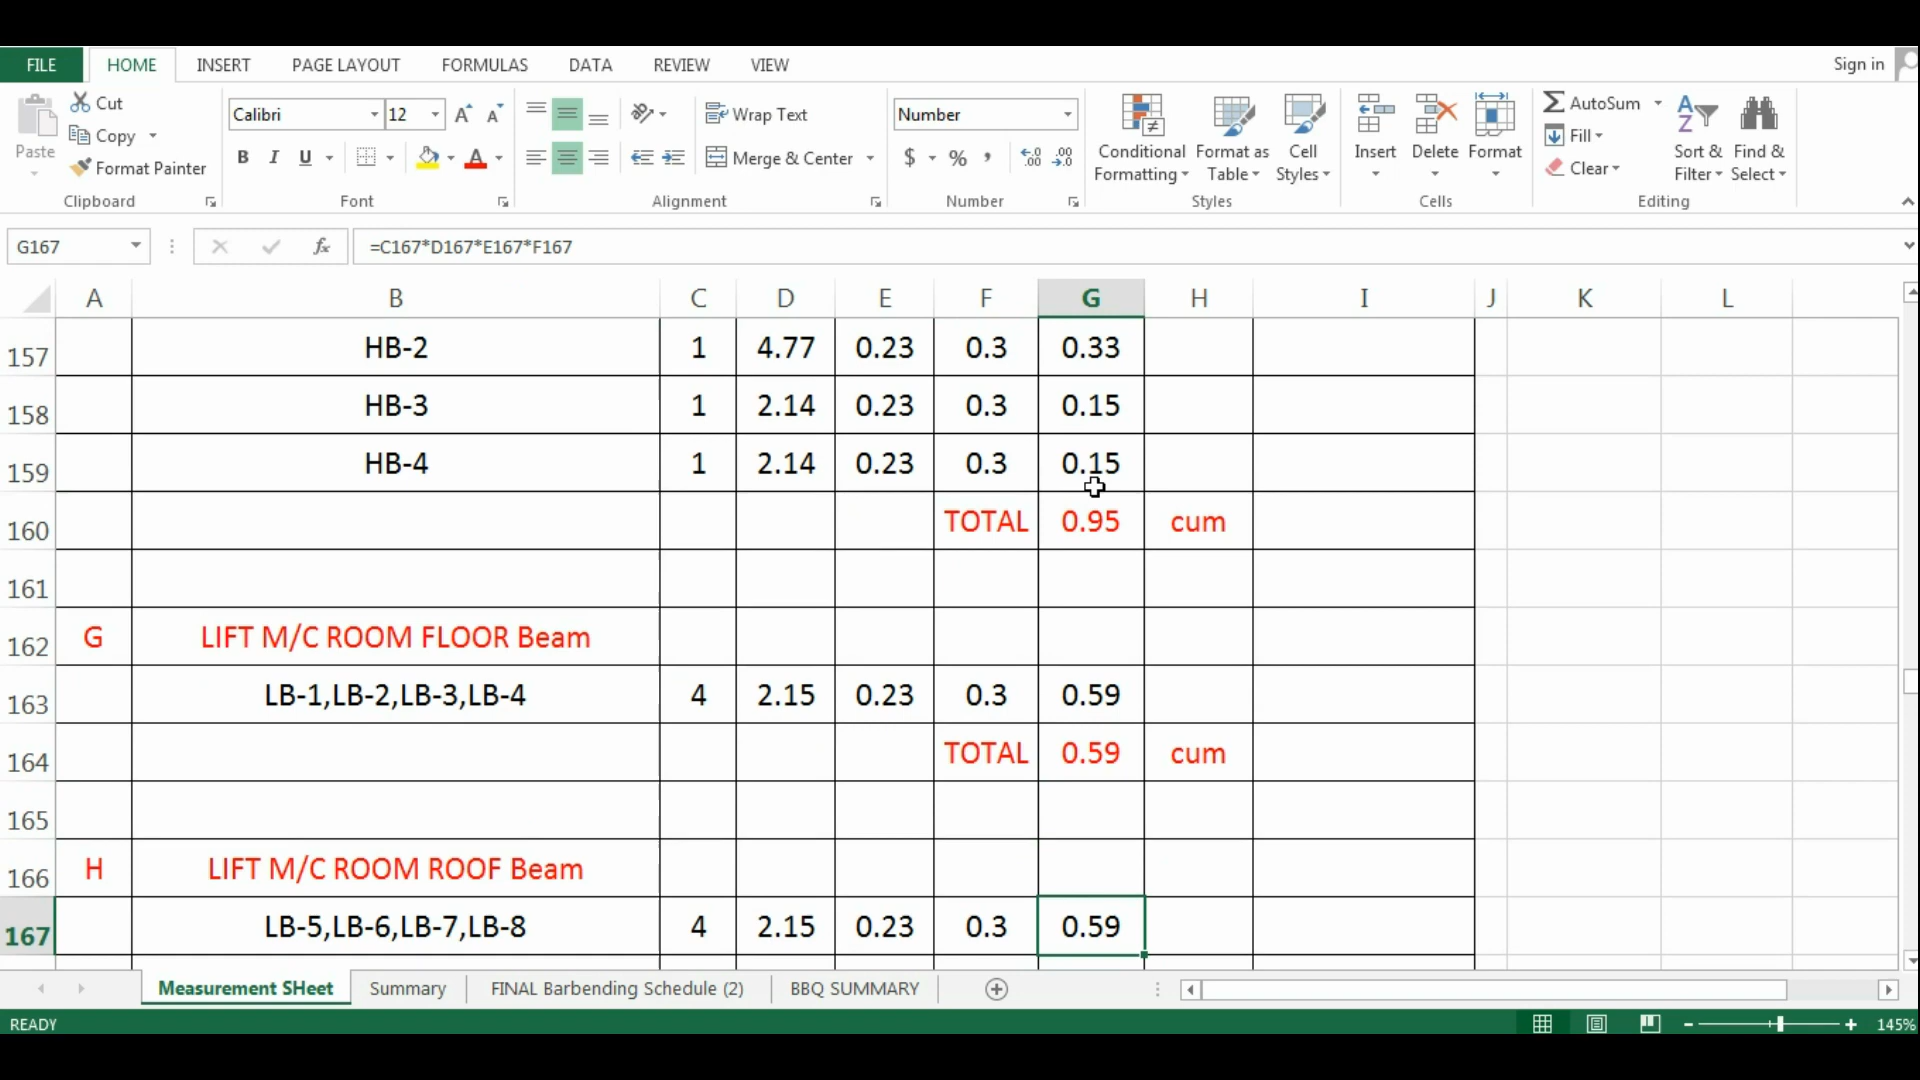 FILE HOME INSERT PAGE LAYOUT FORMULAS DATA REVIEW VIEW Sign in
Paste Cut Copy Format Painter Clipboard
Calibri 12 B I U A Font
Wrap Text Merge & Center Alignment
Number $ % , Number
Conditional Formatting Format as Table Cell Styles Styles
Insert Delete Format Cells
AutoSum Fill Clear Sort & Filter Find & Select Editing
G167 fx =C167*D167*E167*F167
A B C D E F G H I J K L
157 HB-2 1 4.77 0.23 0.3 0.33
158 HB-3 1 2.14 0.23 0.3 0.15
159 HB-4 1 2.14 0.23 0.3 0.15
160 TOTAL 0.95 cum
161
162 G LIFT M/C ROOM FLOOR Beam
163 LB-1,LB-2,LB-3,LB-4 4 2.15 0.23 0.3 0.59
164 TOTAL 0.59 cum
165
166 H LIFT M/C ROOM ROOF Beam
167 LB-5,LB-6,LB-7,LB-8 4 2.15 0.23 0.3 0.59
Measurement SHeet Summary FINAL Barbending Schedule (2) BBQ SUMMARY
READY 145%